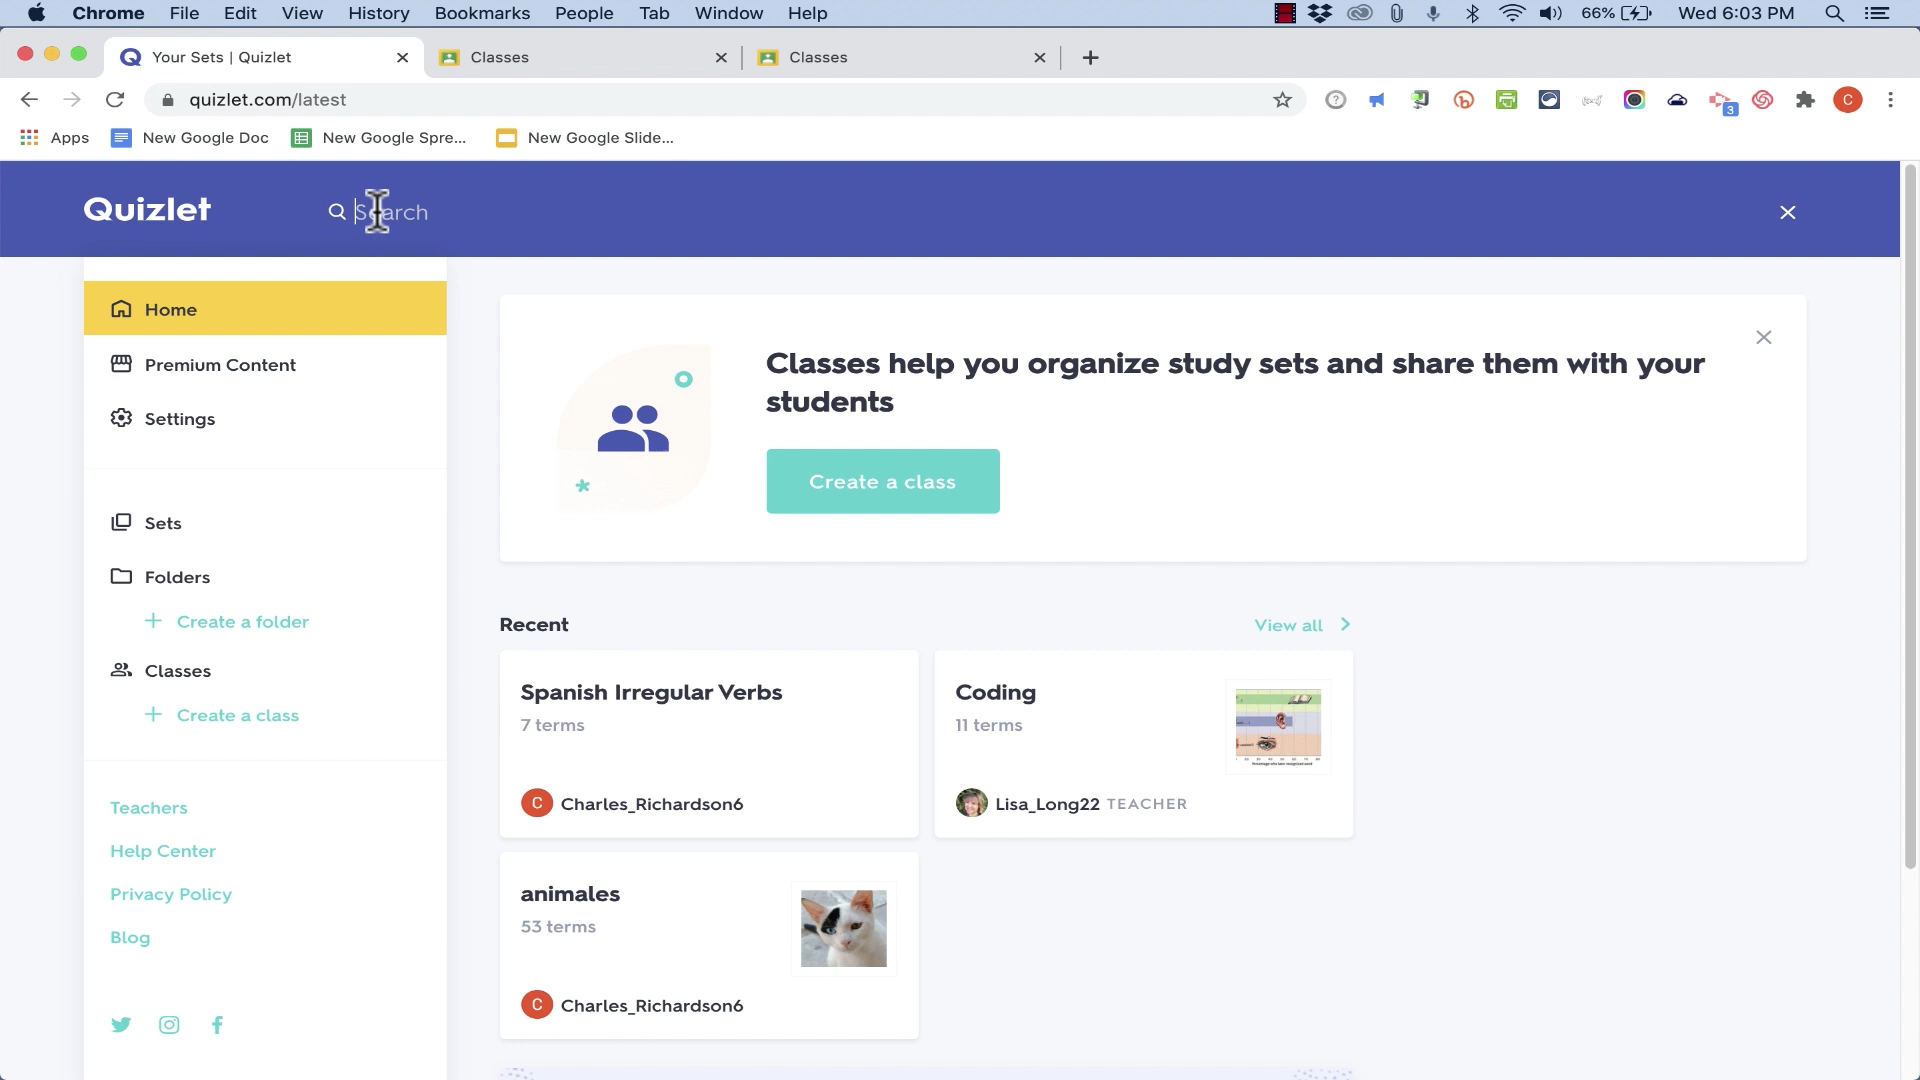 Chrome File Edit View History Bookmarks People Tab Window Help 66% Wed 6:03 PM
Your Sets | Quizlet Classes Classes
quizlet.com/latest 3 C
Apps New Google Doc New Google Spre... New Google Slide...
Quizlet Search
Home
Premium Content
Settings
Sets
Folders
Create a folder
Classes
Create a class
Teachers
Help Center
Privacy Policy
Blog
Classes help you organize study sets and share them with your
students
Create a class
Recent View all
Spanish Irregular Verbs
7 terms
C Charles_Richardson6
Coding
11 terms
Lisa_Long22 TEACHER
animales
53 terms
C Charles_Richardson6